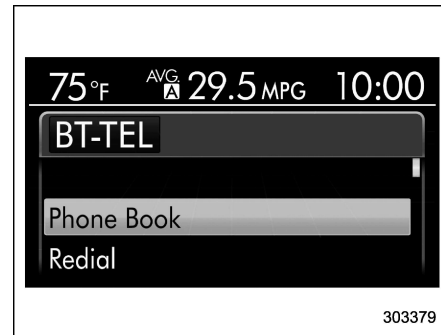 75°F AVG. A 29.5 MPG 10:00
BT-TEL
Phone Book
Redial
303379